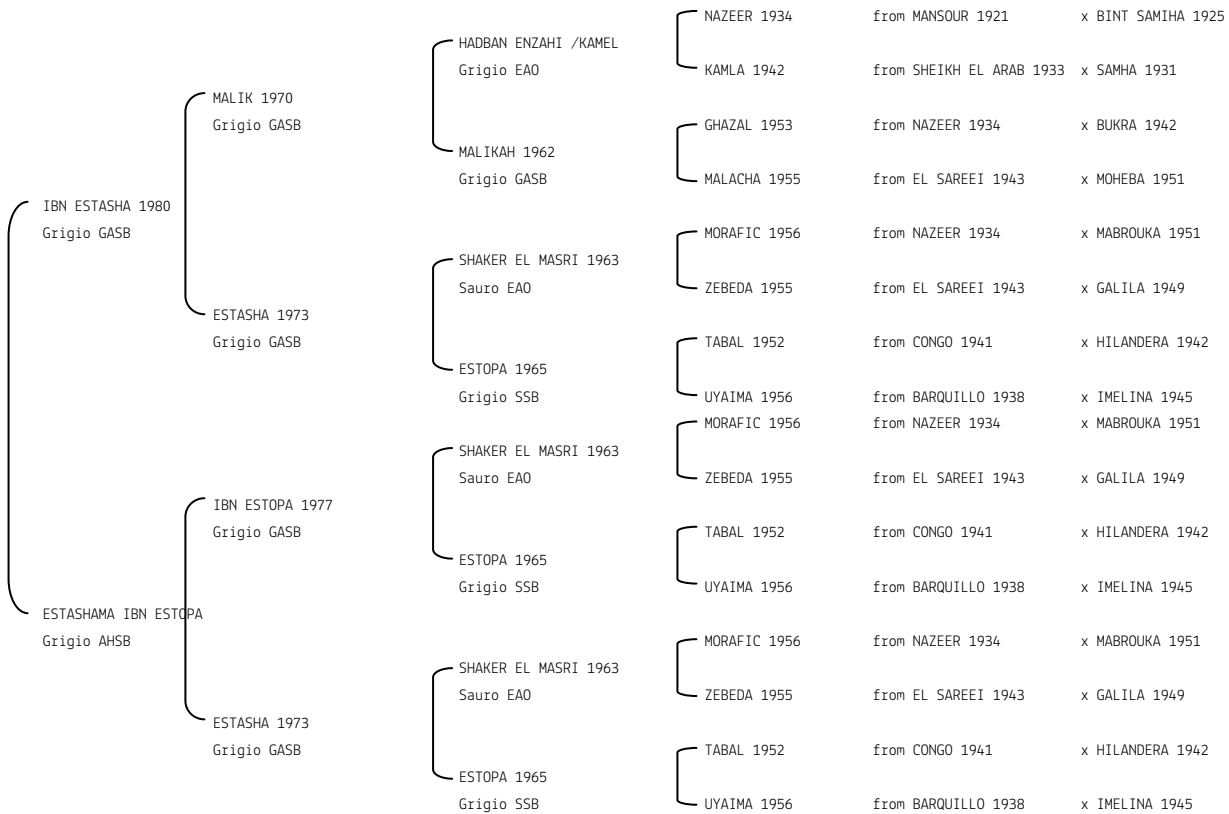 NAZEER 1934 from MANSOUR 1921 x BINT SAMIHA 1925
HADBAN ENZAHI /KAMEL
Grigio EAO KAMLA 1942 from SHEIKH EL ARAB 1933 x SAMHA 1931
MALIK 1970
Grigio GASB GHAZAL 1953 from NAZEER 1934 x BUKRA 1942
MALIKAH 1962
Grigio GASB MALACHA 1955 from EL SAREEI 1943 x MOHEBA 1951
IBN ESTASHA 1980
Grigio GASB MORAFIC 1956 from NAZEER 1934 x MABROUKA 1951
SHAKER EL MASRI 1963
Sauro EAO ZEBEDA 1955 from EL SAREEI 1943 x GALILA 1949
ESTASHA 1973
Grigio GASB TABAL 1952 from CONGO 1941 x HILANDERA 1942
ESTOPA 1965
Grigio SSB UYAIMA 1956 from BARQUILLO 1938 x IMELINA 1945
MORAFIC 1956 from NAZEER 1934 x MABROUKA 1951
SHAKER EL MASRI 1963
Sauro EAO ZEBEDA 1955 from EL SAREEI 1943 x GALILA 1949
IBN ESTOPA 1977
Grigio GASB TABAL 1952 from CONGO 1941 x HILANDERA 1942
ESTOPA 1965
Grigio SSB UYAIMA 1956 from BARQUILLO 1938 x IMELINA 1945
ESTASHAMA IBN ESTOPA
Grigio AHSB MORAFIC 1956 from NAZEER 1934 x MABROUKA 1951
SHAKER EL MASRI 1963
Sauro EAO ZEBEDA 1955 from EL SAREEI 1943 x GALILA 1949
ESTASHA 1973
Grigio GASB TABAL 1952 from CONGO 1941 x HILANDERA 1942
ESTOPA 1965
Grigio SSB UYAIMA 1956 from BARQUILLO 1938 x IMELINA 1945